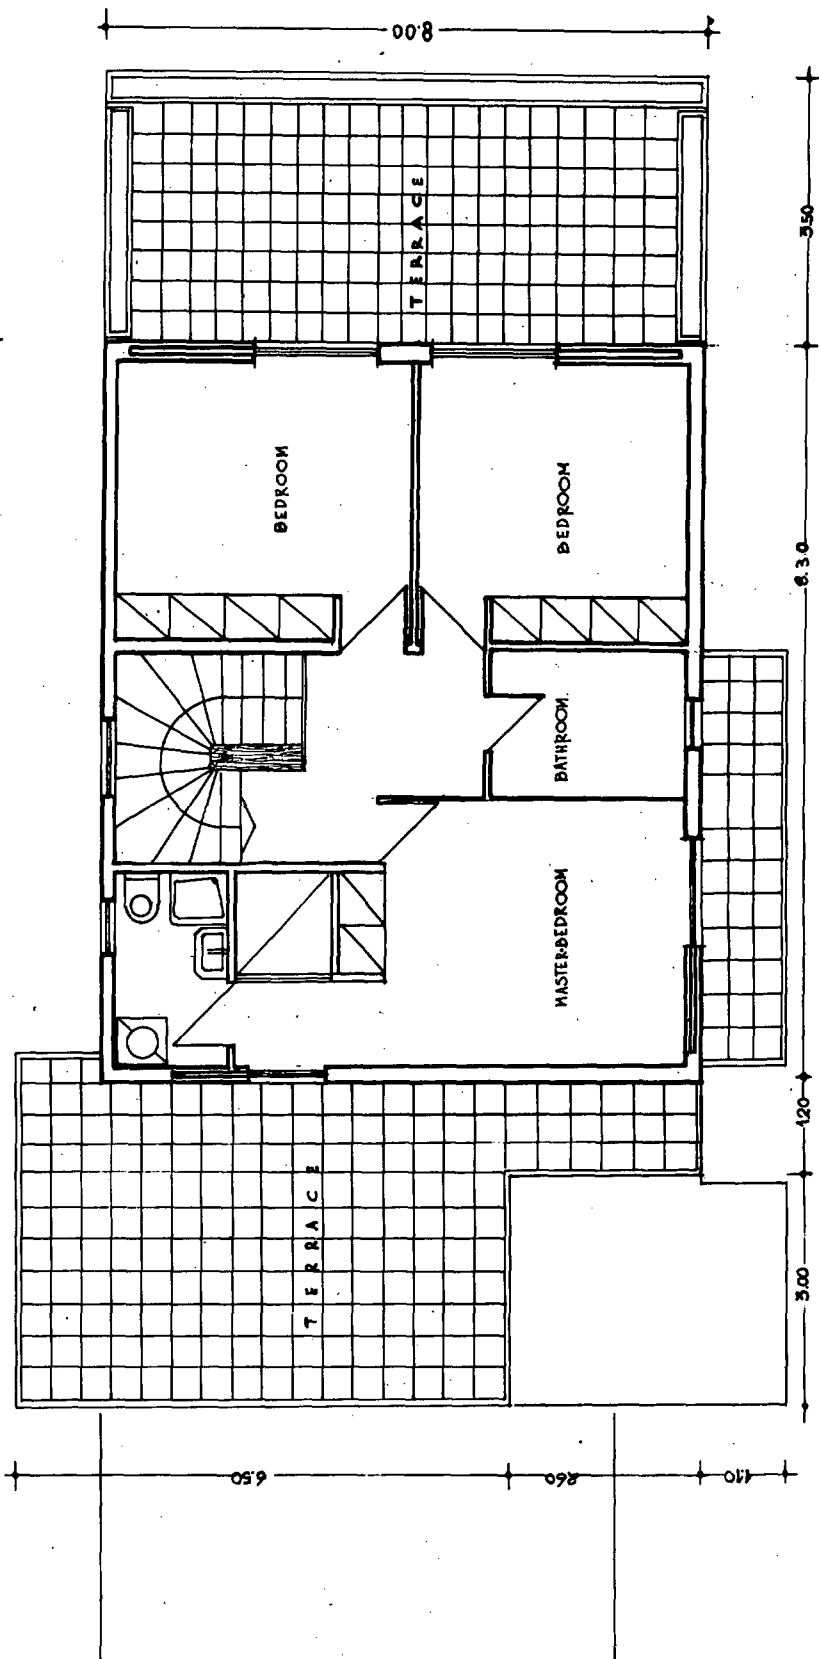 8.00
TERRACE
3.50
BEDROOM
BEDROOM
8.30
BATHROOM
MASTER-BEDROOM
1.20
TERRACE
3.00
6.50
2.60
1.10